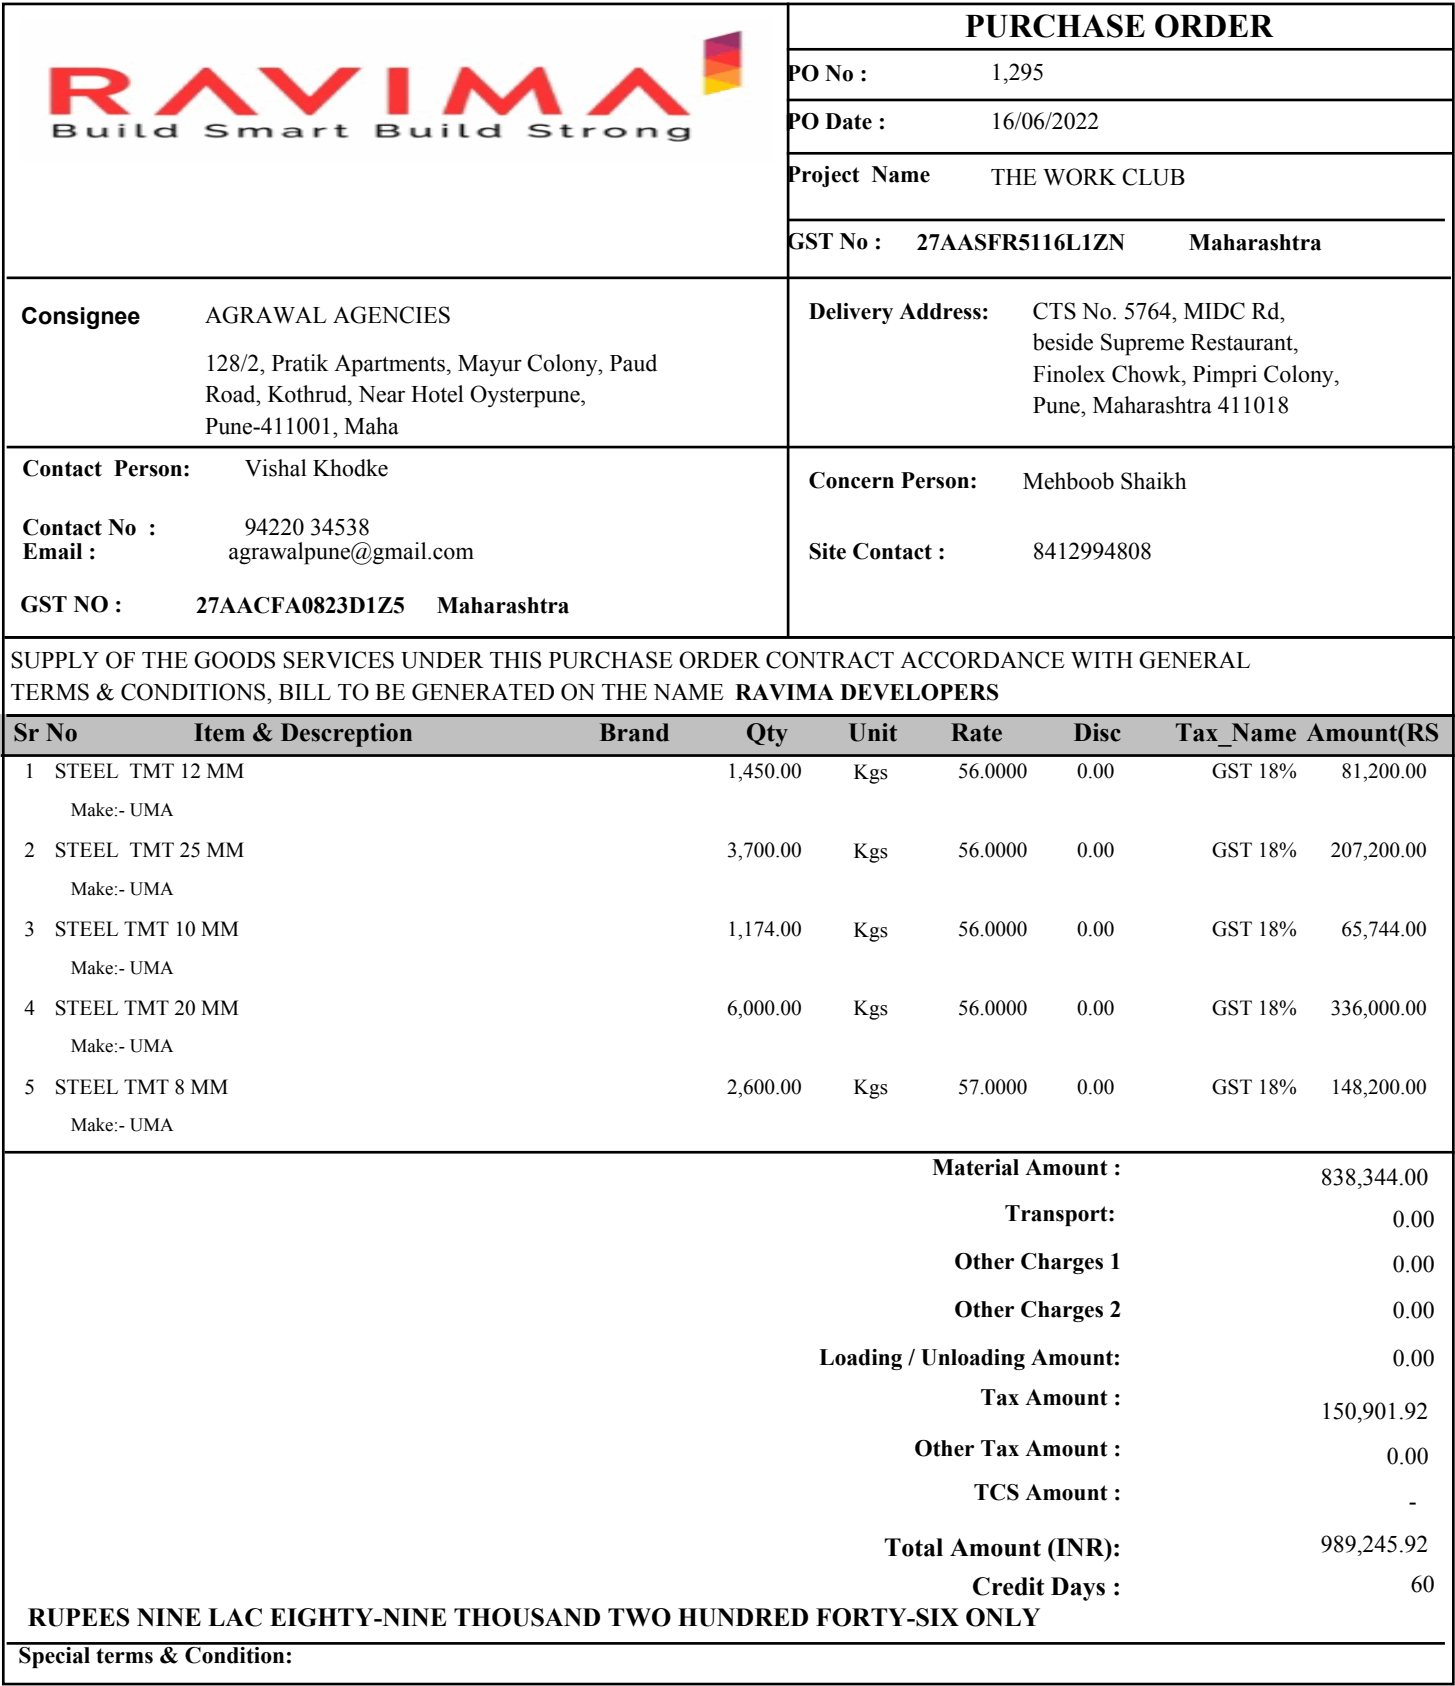 RAVIMA
Build Smart Build Strong
PURCHASE ORDER
PO No : 1,295
PO Date : 16/06/2022
Project Name THE WORK CLUB
GST No : 27AASFR5116L1ZN Maharashtra
Consignee AGRAWAL AGENCIES
128/2, Pratik Apartments, Mayur Colony, Paud
Road, Kothrud, Near Hotel Oysterpune,
Pune-411001, Maha
Delivery Address: CTS No. 5764, MIDC Rd,
beside Supreme Restaurant,
Finolex Chowk, Pimpri Colony,
Pune, Maharashtra 411018
Contact Person: Vishal Khodke
Contact No : 94220 34538
Email : agrawalpune@gmail.com
GST NO : 27AACFA0823D1Z5 Maharashtra
Concern Person: Mehboob Shaikh
Site Contact : 8412994808
SUPPLY OF THE GOODS SERVICES UNDER THIS PURCHASE ORDER CONTRACT ACCORDANCE WITH GENERAL
TERMS & CONDITIONS, BILL TO BE GENERATED ON THE NAME RAVIMA DEVELOPERS
Sr No Item & Descreption Brand Qty Unit Rate Disc Tax_Name Amount(RS
1 STEEL TMT 12 MM 1,450.00 Kgs 56.0000 0.00 GST 18% 81,200.00
Make:- UMA
2 STEEL TMT 25 MM 3,700.00 Kgs 56.0000 0.00 GST 18% 207,200.00
Make:- UMA
3 STEEL TMT 10 MM 1,174.00 Kgs 56.0000 0.00 GST 18% 65,744.00
Make:- UMA
4 STEEL TMT 20 MM 6,000.00 Kgs 56.0000 0.00 GST 18% 336,000.00
Make:- UMA
5 STEEL TMT 8 MM 2,600.00 Kgs 57.0000 0.00 GST 18% 148,200.00
Make:- UMA
Material Amount : 838,344.00
Transport: 0.00
Other Charges 1 0.00
Other Charges 2 0.00
Loading / Unloading Amount: 0.00
Tax Amount : 150,901.92
Other Tax Amount : 0.00
TCS Amount : -
Total Amount (INR): 989,245.92
Credit Days : 60
RUPEES NINE LAC EIGHTY-NINE THOUSAND TWO HUNDRED FORTY-SIX ONLY
Special terms & Condition: